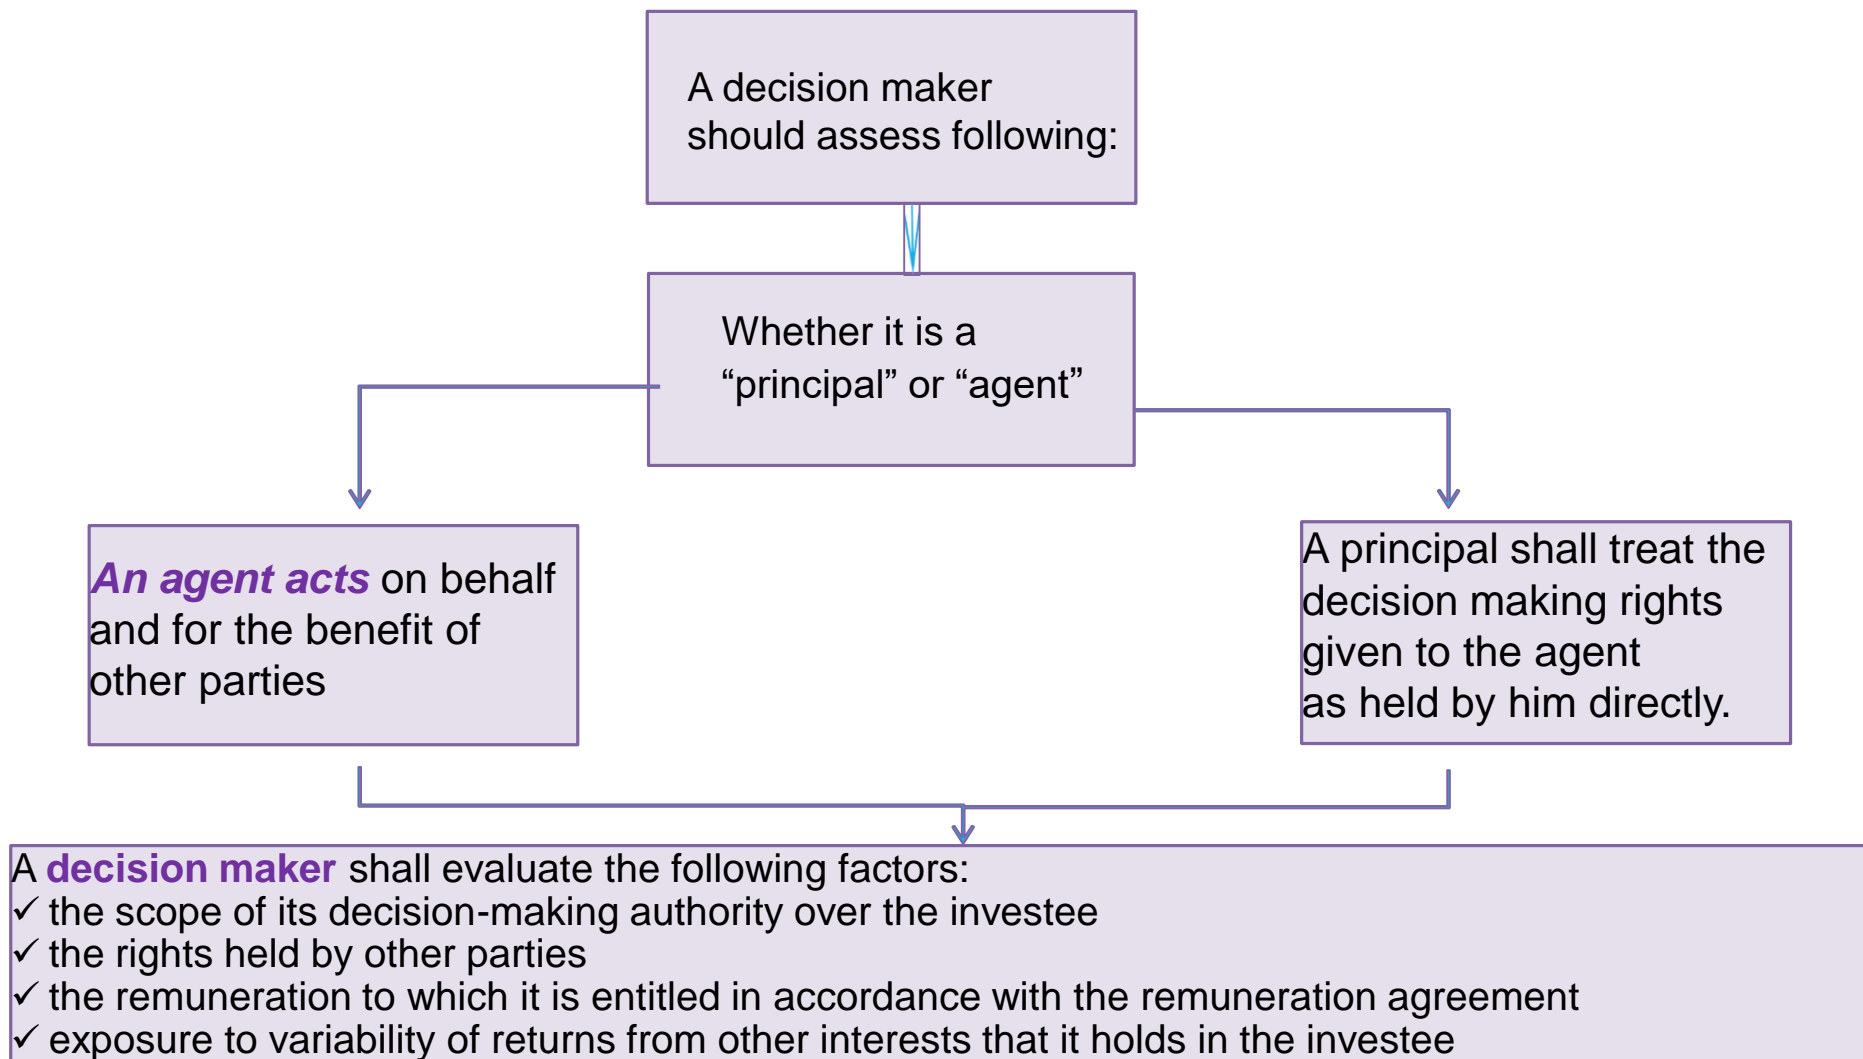 A decision maker
should assess following:
Whether it is a
“principal” or “agent”
An agent acts on behalf
and for the benefit of
other parties
A principal shall treat the
decision making rights
given to the agent
as held by him directly.
A decision maker shall evaluate the following factors:
✓ the scope of its decision-making authority over the investee
✓ the rights held by other parties
✓ the remuneration to which it is entitled in accordance with the remuneration agreement
✓ exposure to variability of returns from other interests that it holds in the investee